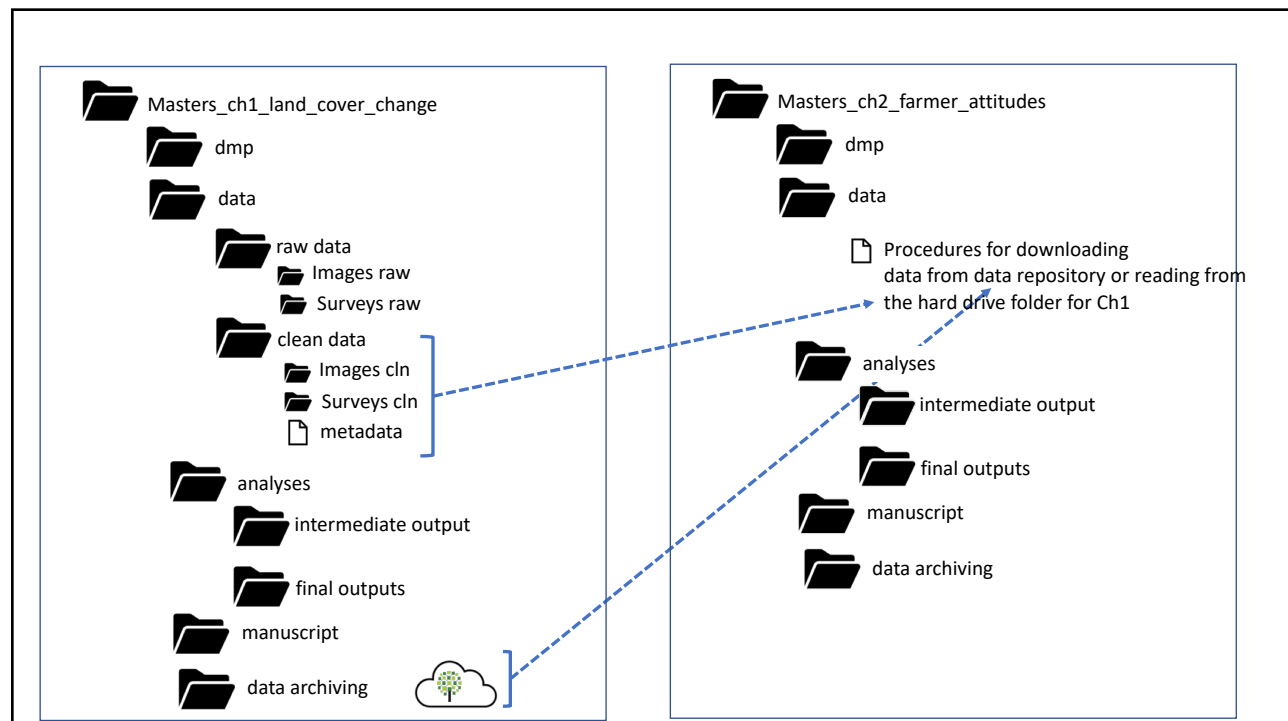 Masters_ch1_land_cover_change
dmp
data
raw data
Images raw
Surveys raw
clean data
Images cln
Surveys cln
metadata
analyses
intermediate output
final outputs
manuscript
data archiving
Masters_ch2_farmer_attitudes
dmp
data
Procedures for downloading
data from data repository or reading from
the hard drive folder for Ch1
analyses
intermediate output
final outputs
manuscript
data archiving